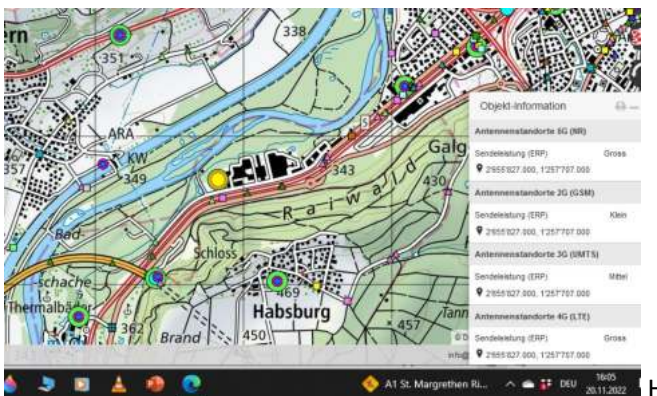 ern
351
338
ARA
KW
349
357
5
343
Galg
430
Raiwald
Bad-
schache
Schloss
Thermalbäder
469
Habsburg
362
Brand
450
457
Tann
© D
info@
Objekt-Information
Antennenstandorte 5G (NR)
Sendeleistung (ERP) Gross
2'655'827.000, 1'257'707.000
Antennenstandorte 2G (GSM)
Sendeleistung (ERP) Klein
2'655'827.000, 1'257'707.000
Antennenstandorte 3G (UMTS)
Sendeleistung (ERP) Mittel
2'655'827.000, 1'257'707.000
Antennenstandorte 4G (LTE)
Sendeleistung (ERP) Gross
2'655'827.000, 1'257'707.000
A1 St. Margrethen Ri...
DEU
16:05
20.11.2022
H